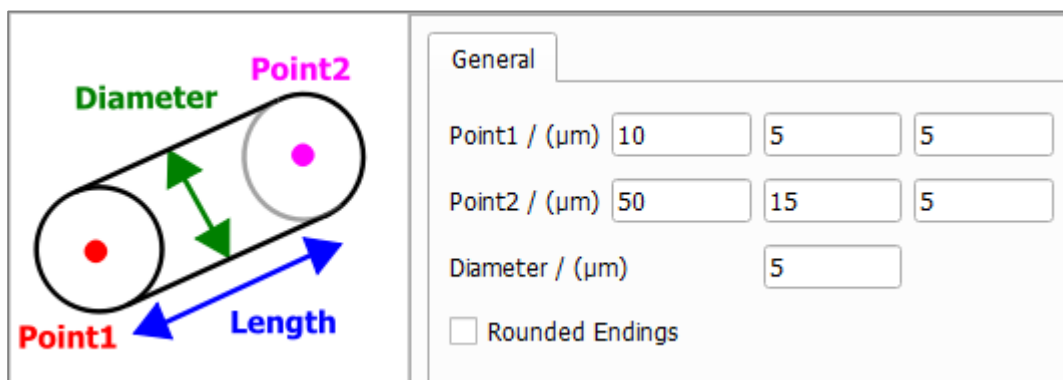 Point2
Diameter
Point1
Length
General
Point1 / (µm) 10 5 5
Point2 / (µm) 50 15 5
Diameter / (µm) 5
Rounded Endings